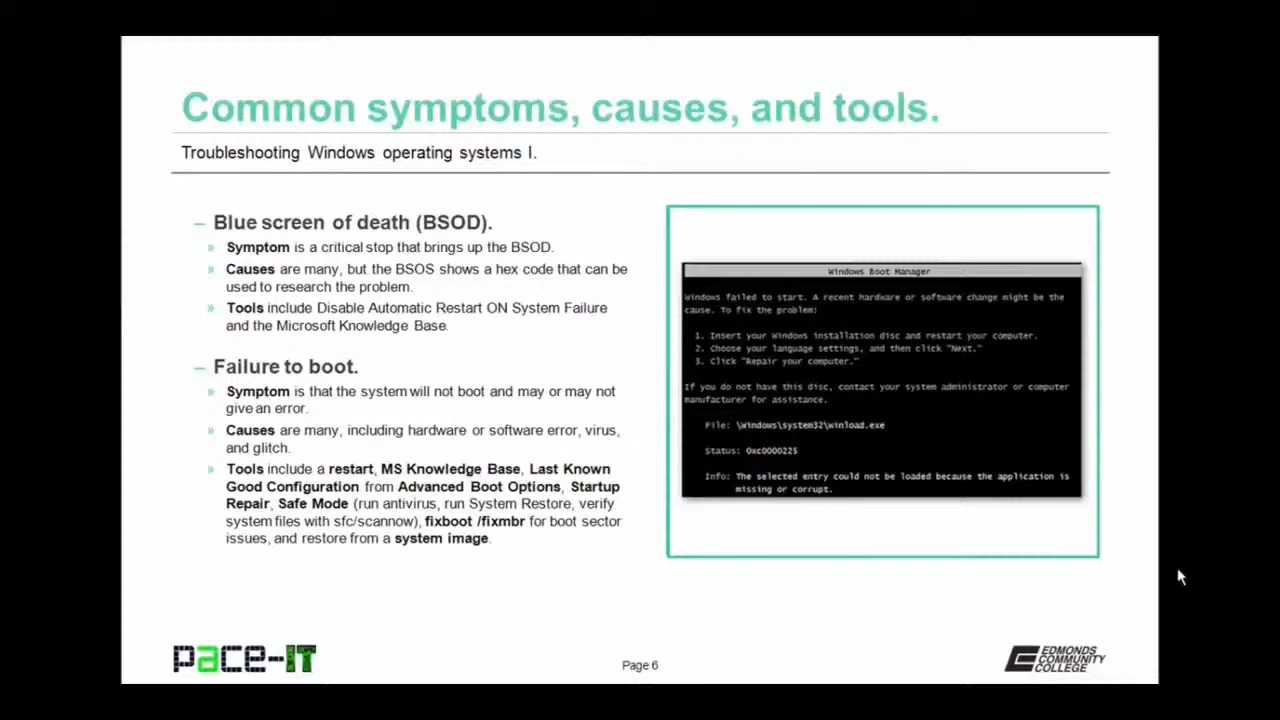 Common symptoms, causes, and tools.
Troubleshooting Windows operating systems I.
– Blue screen of death (BSOD).
» Symptom is a critical stop that brings up the BSOD.
» Causes are many, but the BSOS shows a hex code that can be
used to research the problem.
» Tools include Disable Automatic Restart ON System Failure
and the Microsoft Knowledge Base.
– Failure to boot.
» Symptom is that the system will not boot and may or may not
give an error.
» Causes are many, including hardware or software error, virus,
and glitch.
» Tools include a restart, MS Knowledge Base, Last Known
Good Configuration from Advanced Boot Options, Startup
Repair, Safe Mode (run antivirus, run System Restore, verify
system files with sfc/scannow), fixboot /fixmbr for boot sector
issues, and restore from a system image.
Windows Boot Manager
Windows failed to start. A recent hardware or software change might be the
cause. To fix the problem:
1. Insert your Windows installation disc and restart your computer.
2. Choose your language settings, and then click "Next."
3. Click "Repair your computer."
If you do not have this disc, contact your system administrator or computer
manufacturer for assistance.
File: \Windows\system32\winload.exe
Status: 0xc0000225
Info: The selected entry could not be loaded because the application is
missing or corrupt.
pace-IT
Page 6
EDMONDS
COMMUNITY
COLLEGE